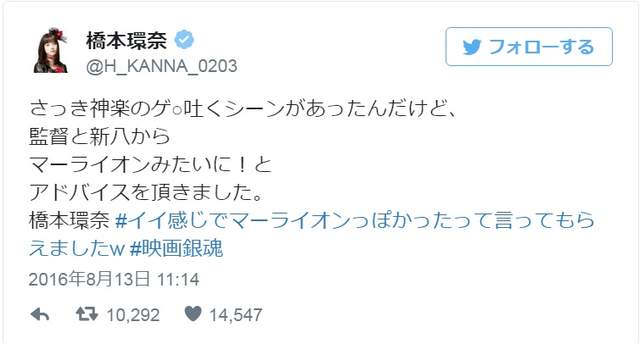 橋本環奈
@H_KANNA_0203
フォローする
さっき神楽のゲ○吐くシーンがあったんだけど、
監督と新八から
マーライオンみたいに！と
アドバイスを頂きました。
橋本環奈 #イイ感じでマーライオンっぽかったって言ってもら
えましたw #映画銀魂
2016年8月13日 11:14
10,292 14,547